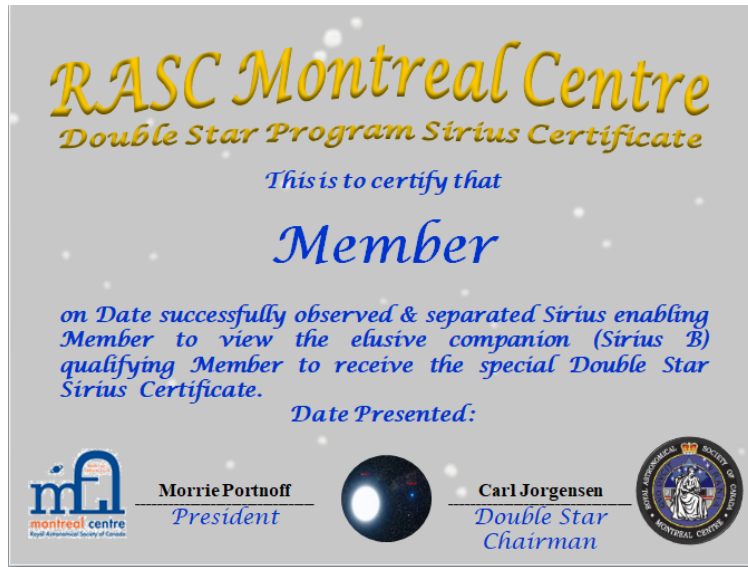 RASC Montreal Centre
Double Star Program Sirius Certificate
This is to certify that
Member
on Date successfully observed & separated Sirius enabling
Member to view the elusive companion (Sirius B)
qualifying Member to receive the special Double Star
Sirius Certificate.
Date Presented:
mtl
montreal centre
Royal Astronomical Society of Canada
Morrie Portnoff
President
Carl Jorgensen
Double Star
Chairman
ROYAL ASTRONOMICAL SOCIETY OF CANADA
MONTREAL CENTRE